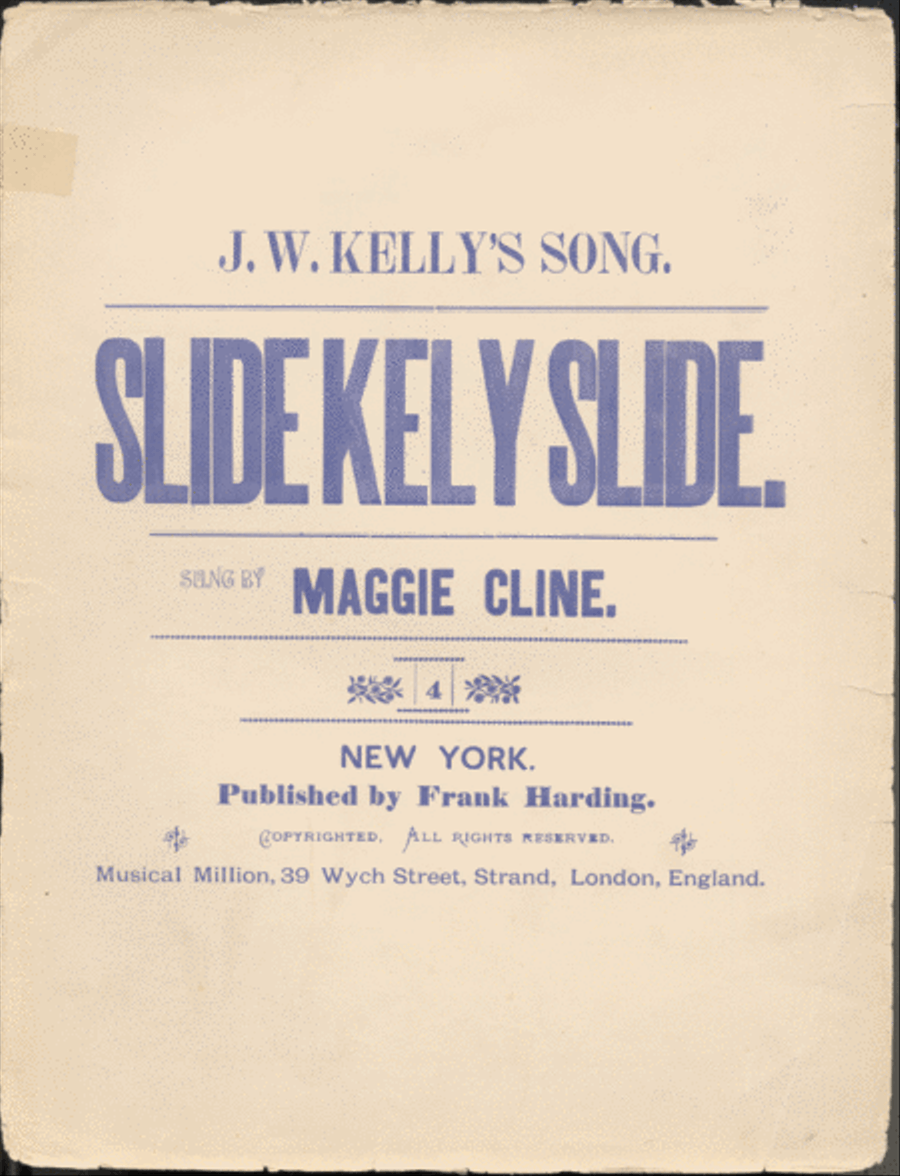 J. W. KELLY'S SONG.
SLIDE KELY SLIDE.
SUNG BY MAGGIE CLINE.
4
NEW YORK.
Published by Frank Harding.
COPYRIGHTED. ALL RIGHTS RESERVED.
Musical Million, 39 Wych Street, Strand, London, England.